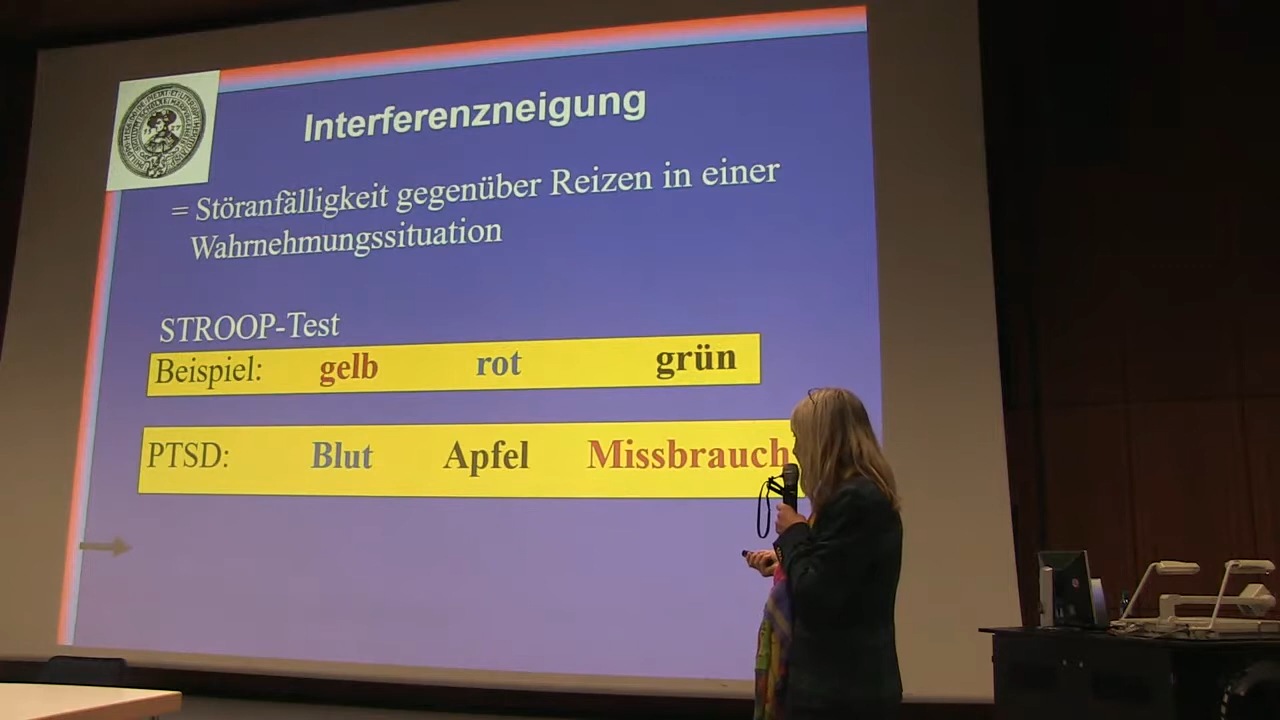 Interferenzneigung
= Störanfälligkeit gegenüber Reizen in einer
Wahrnehmungssituation
STROOP-Test
Beispiel: gelb rot grün
PTSD: Blut Apfel Missbrauch